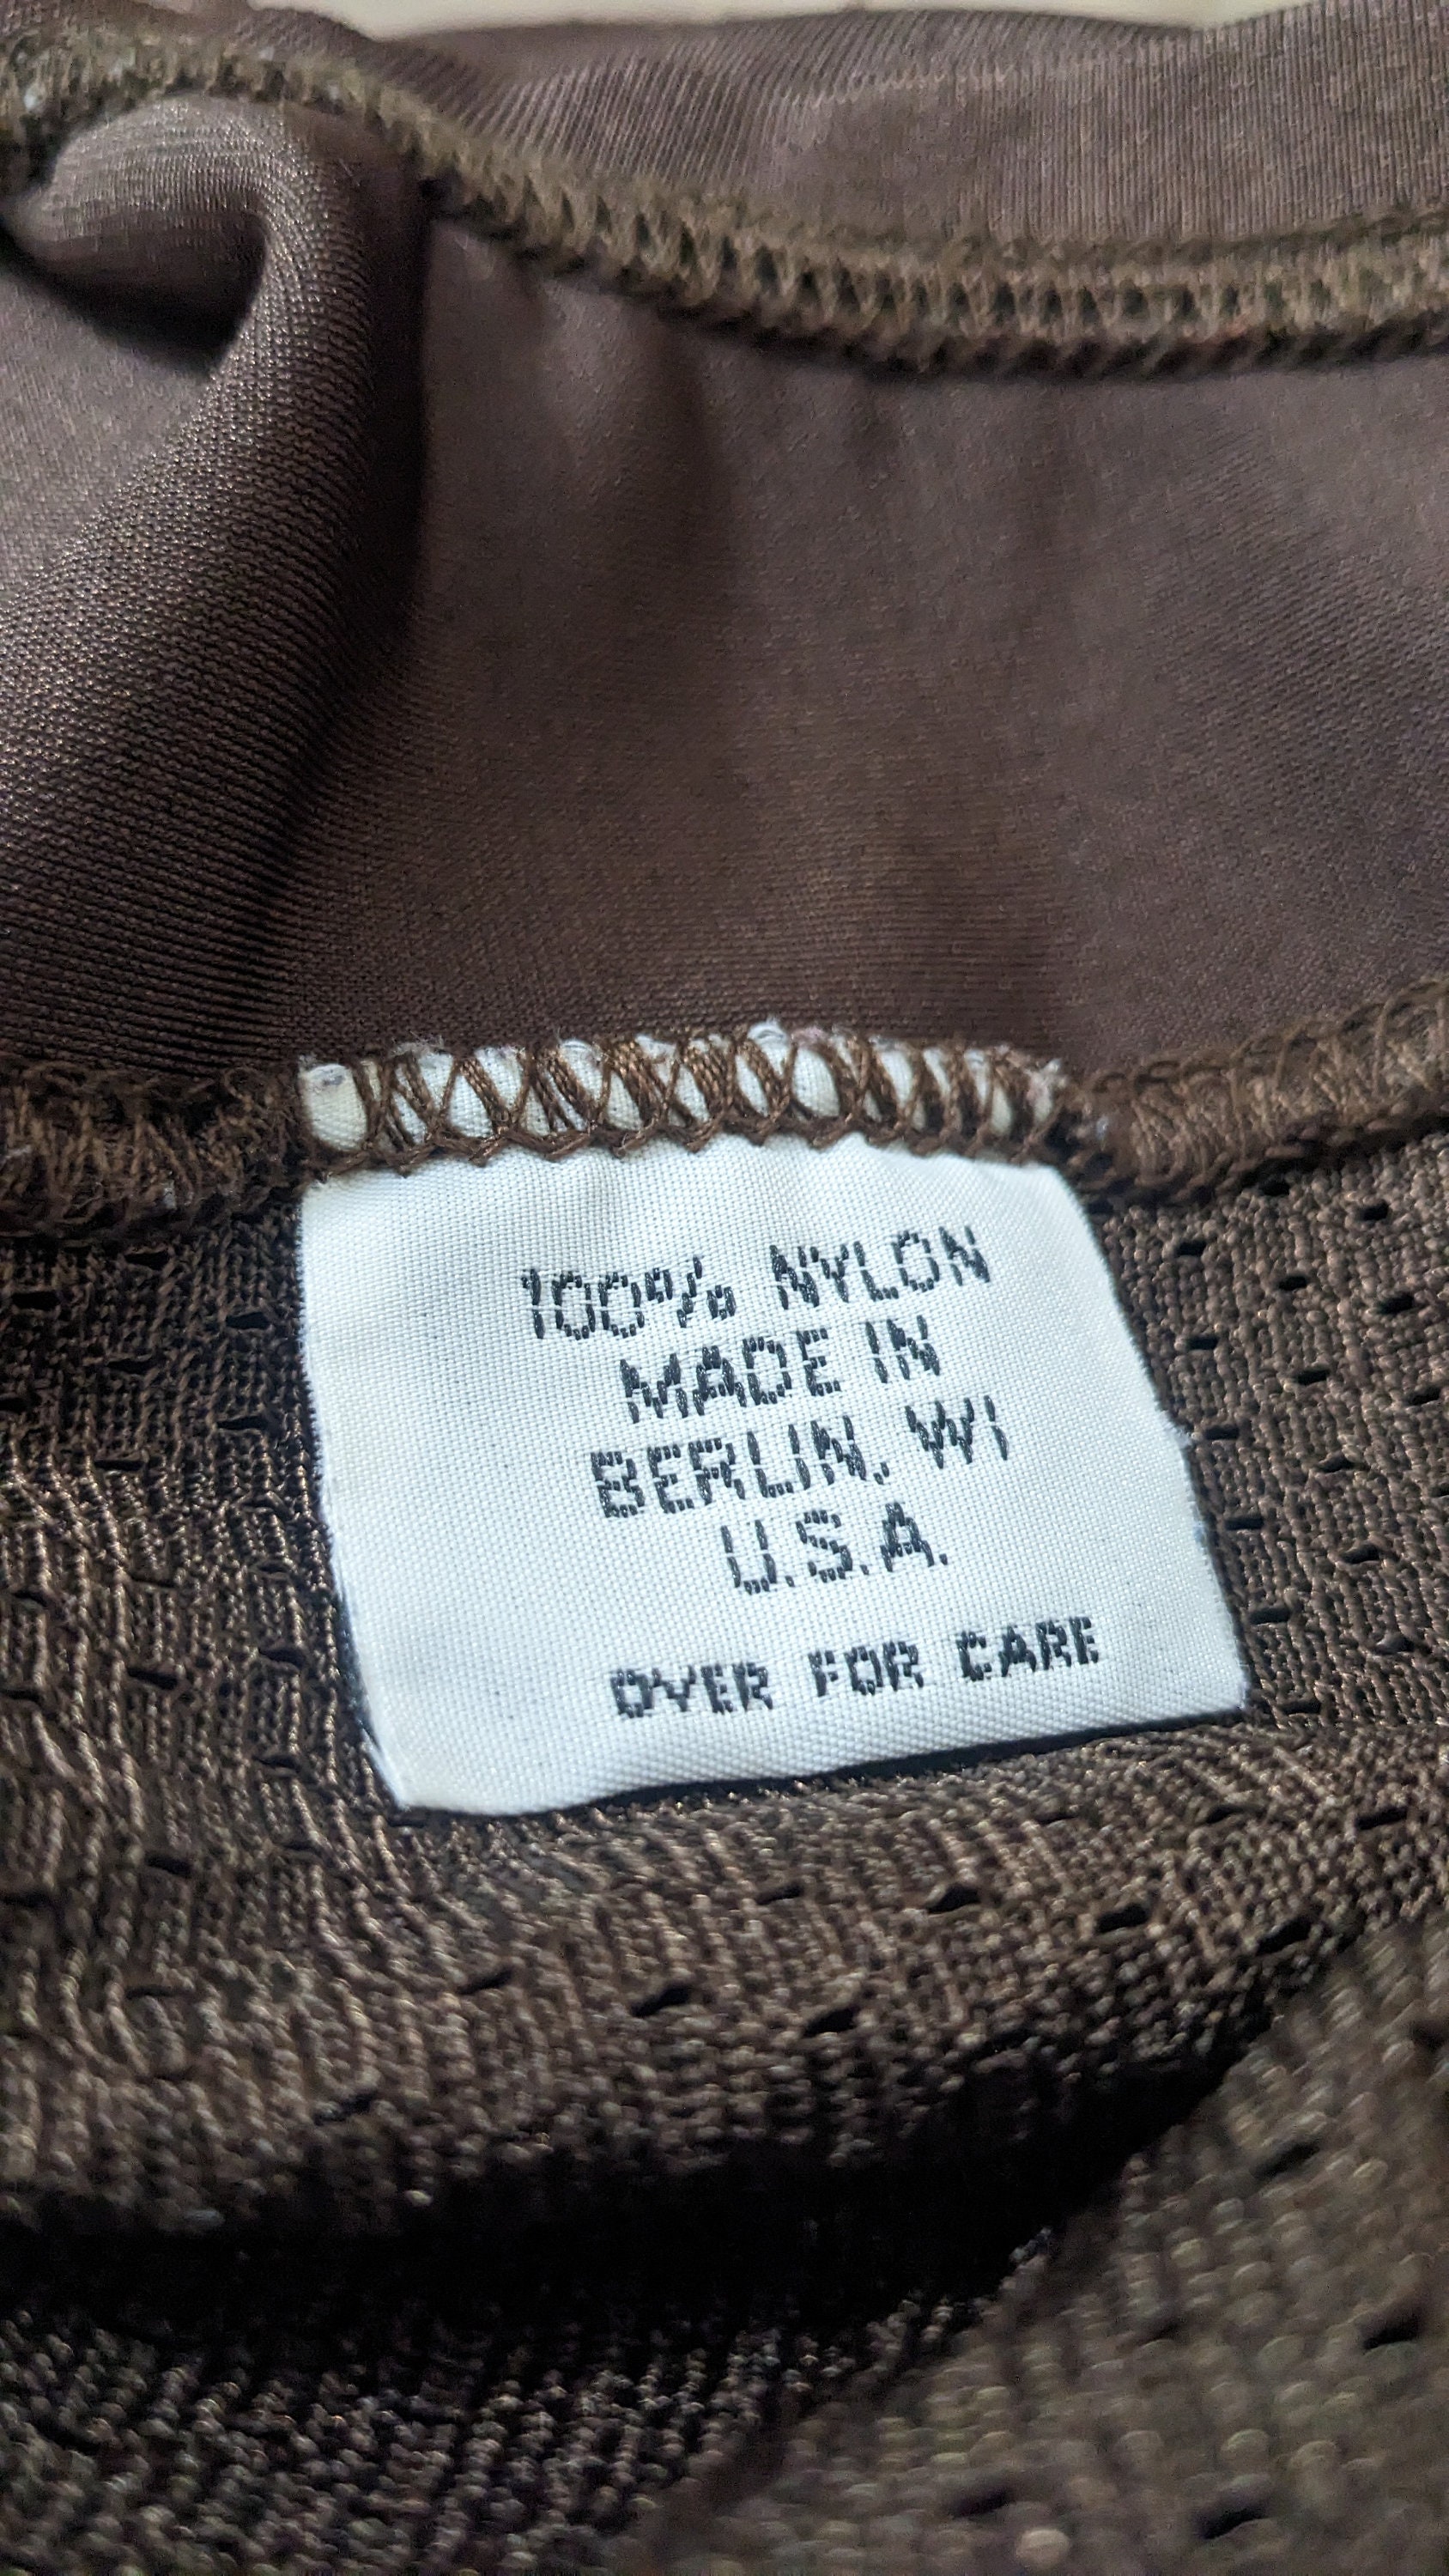 100% NYLON
MADE IN
BERLIN, WI
U.S.A.
OVER FOR CARE